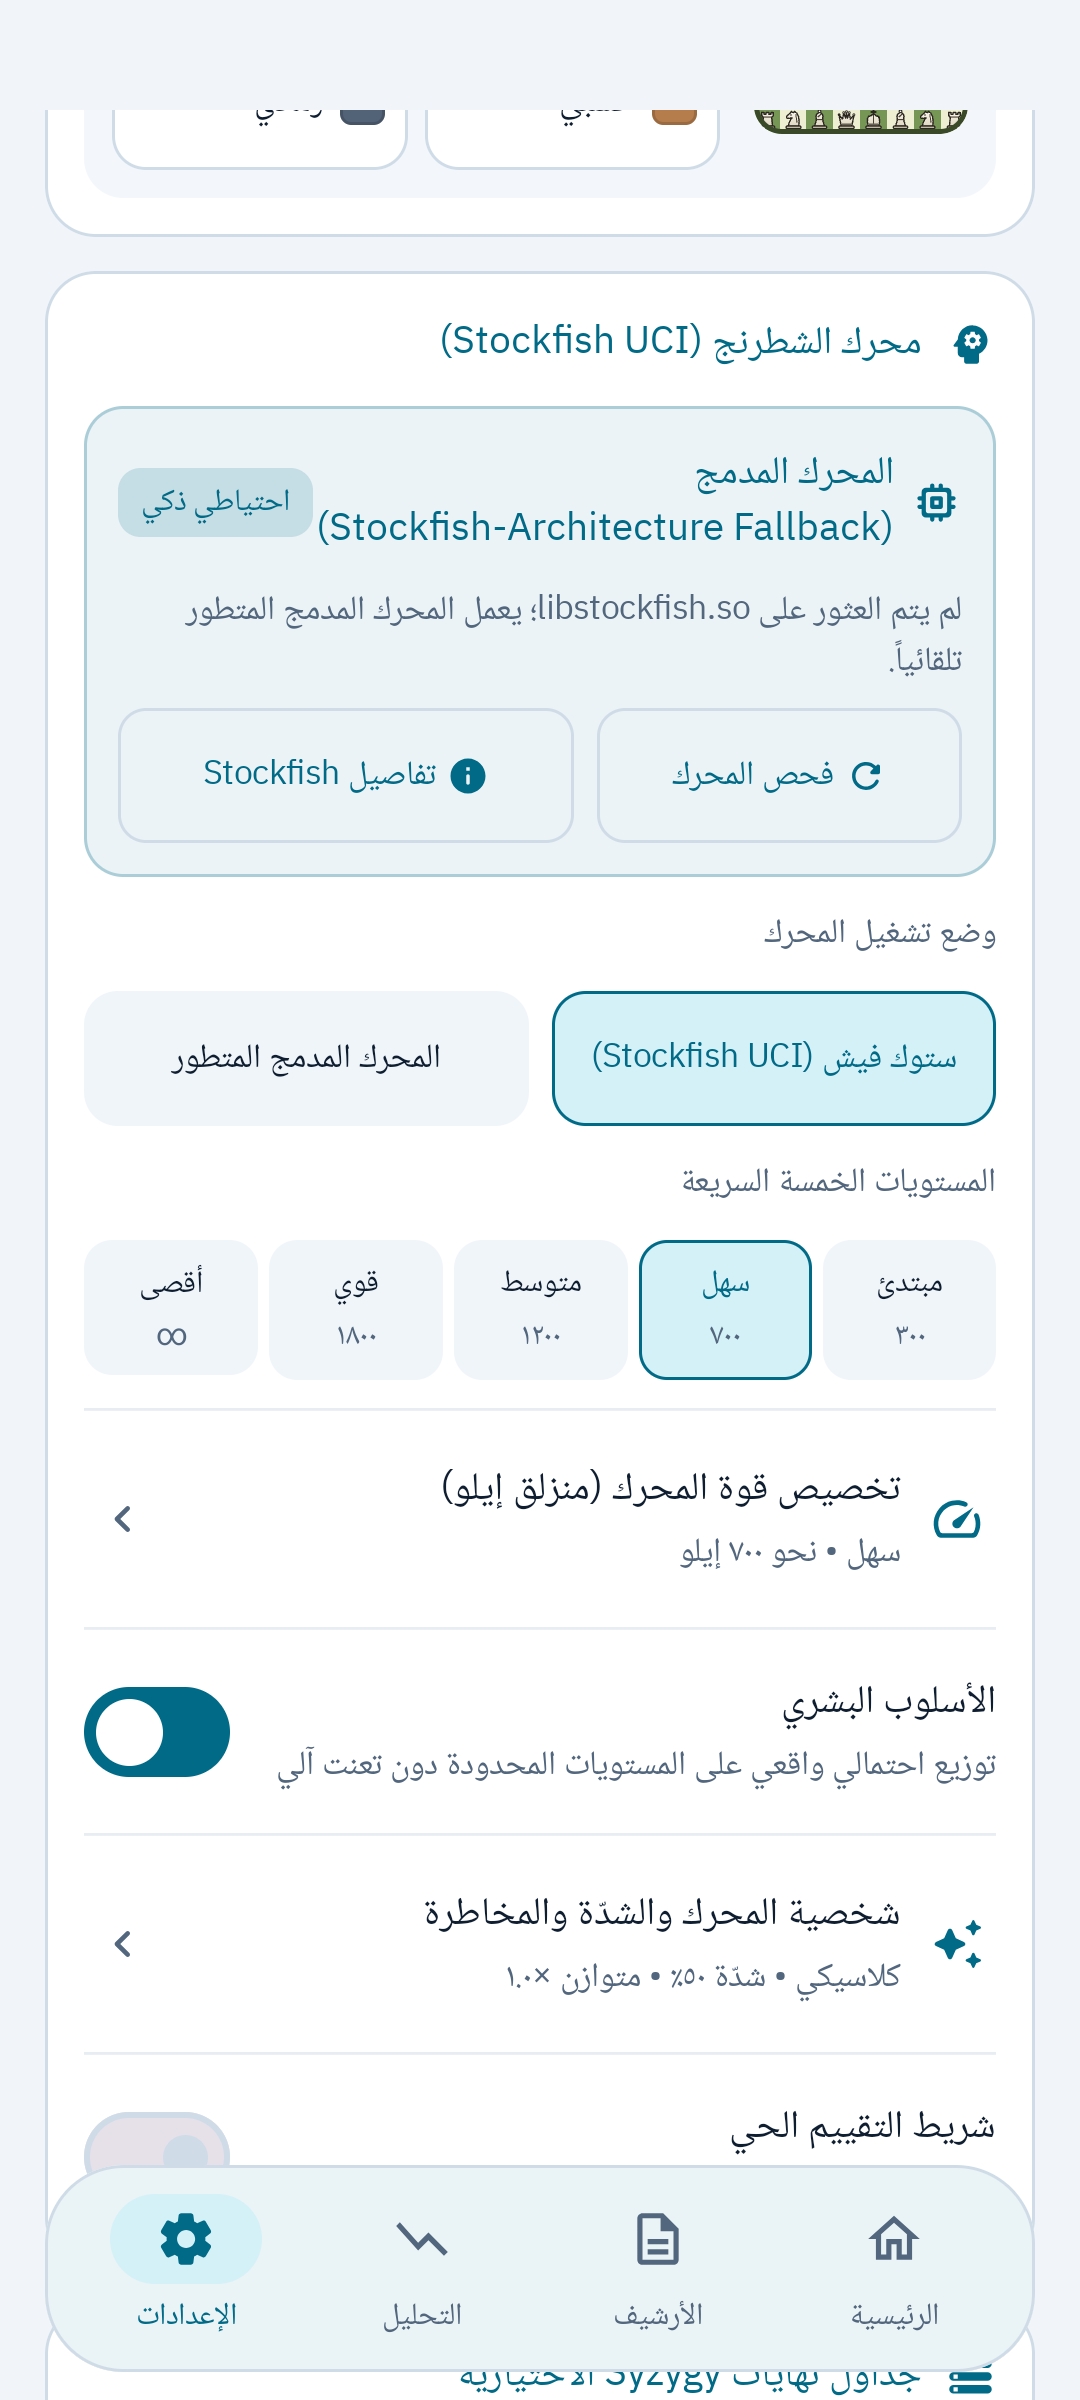 محرك الشطرنج (Stockfish UCI)
المحرك المدمج
(Stockfish-Architecture Fallback)
احتياطي ذكي
لم يتم العثور على libstockfish.so؛ يعمل المحرك المدمج المتطور
تلقائياً.
فحص المحرك
تفاصيل Stockfish
وضع تشغيل المحرك
ستوك فيش (Stockfish UCI)
المحرك المدمج المتطور
المستويات الخمسة السريعة
مبتدئ
٣٠٠
سهل
٧٠٠
متوسط
١٢٠٠
قوي
١٨٠٠
أقصى
∞
تخصيص قوة المحرك (منزلق إيلو)
سهل • نحو ٧٠٠ إيلو
الأسلوب البشري
توزيع احتمالي واقعي على المستويات المحدودة دون تعنت آلي
شخصية المحرك والشدّة والمخاطرة
كلاسيكي • شدّة ٥٠٪ • متوازن ×١.٠
شريط التقييم الحي
الرئيسية
الأرشيف
التحليل
الإعدادات
جداول نهايات Syzygy الاختيارية